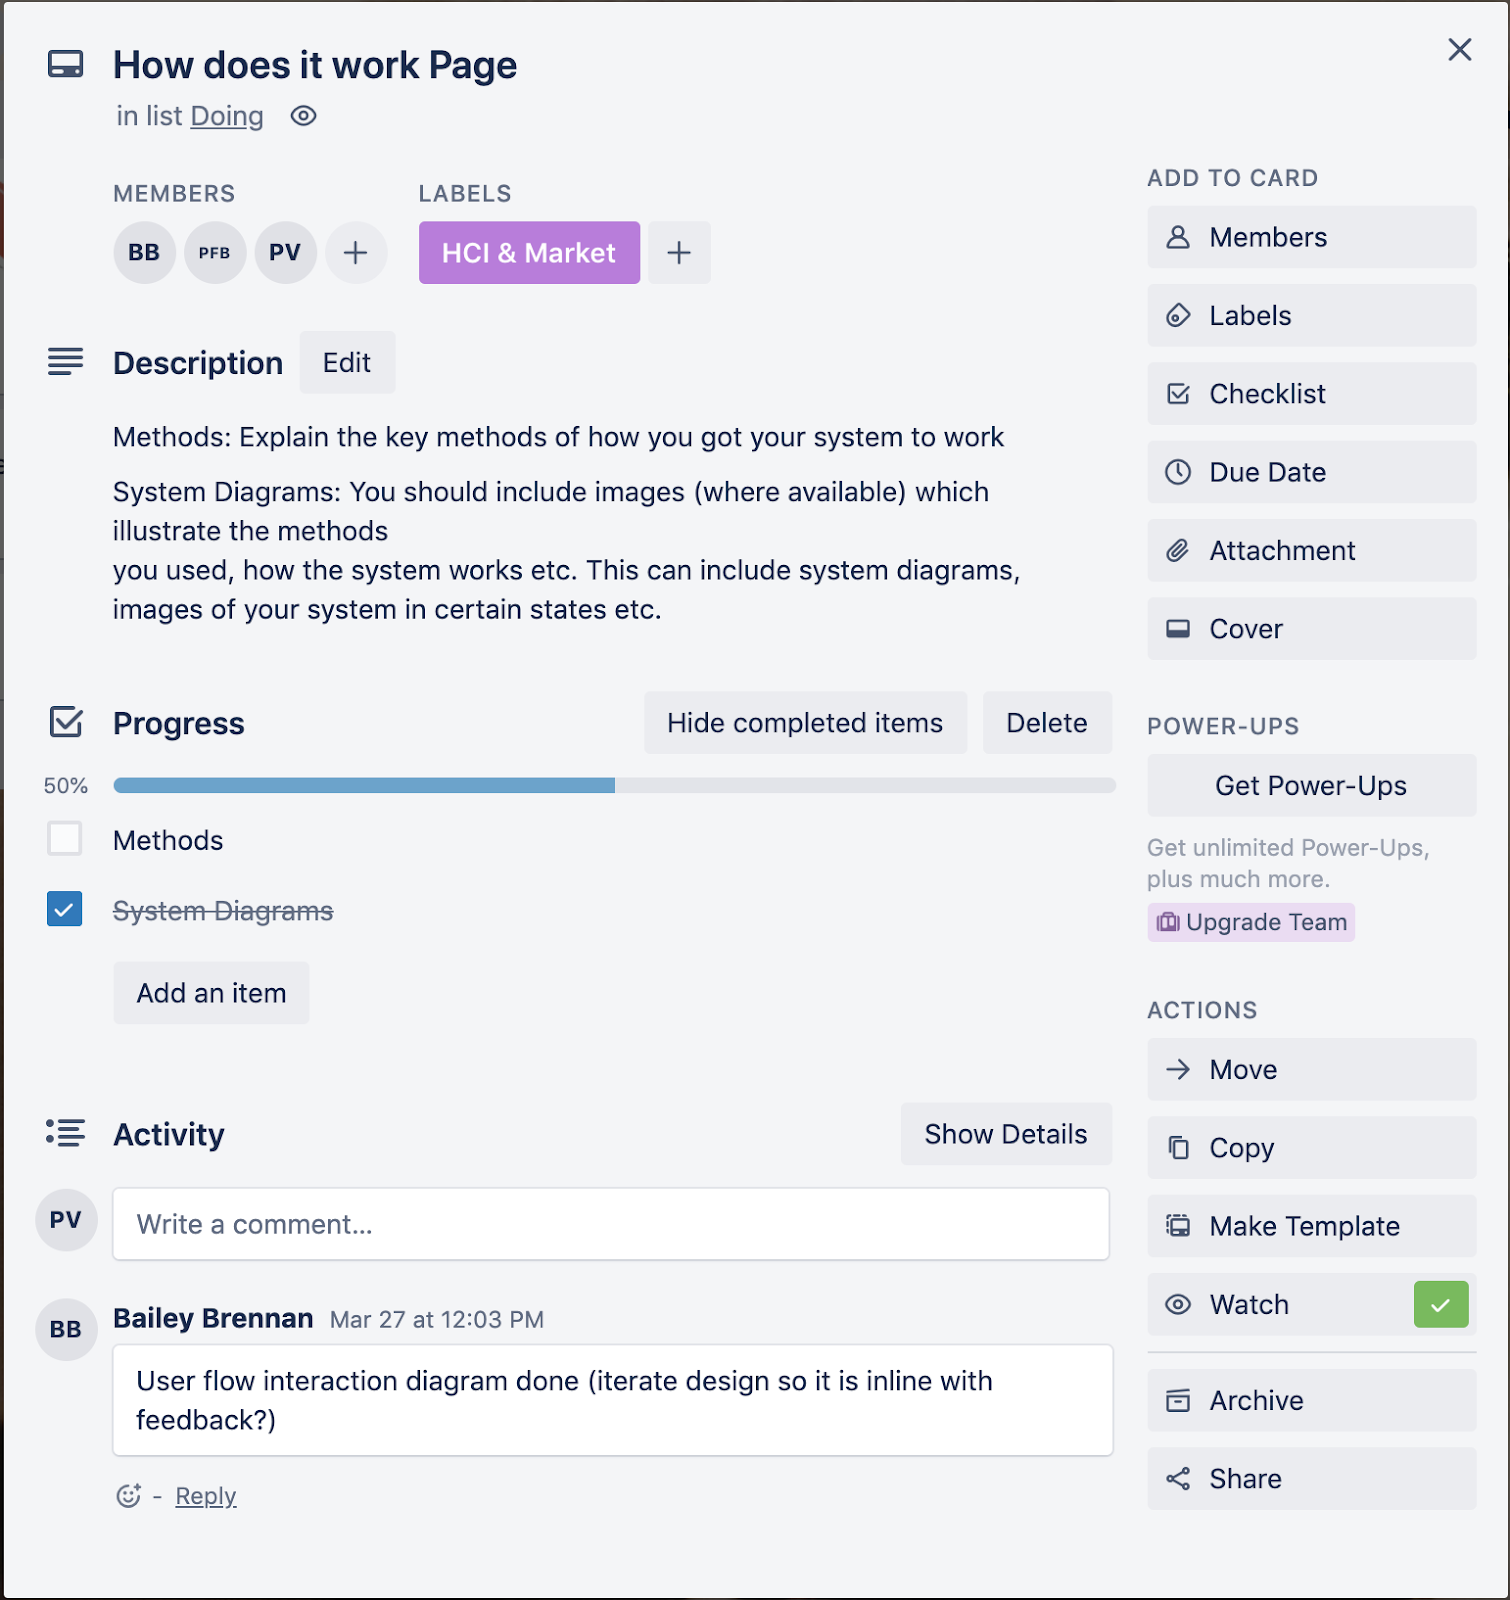 How does it work Page
in list Doing
MEMBERS
BB PFB PV
LABELS
HCI & Market
Description Edit
Methods: Explain the key methods of how you got your system to work
System Diagrams: You should include images (where available) which
illustrate the methods
you used, how the system works etc. This can include system diagrams,
images of your system in certain states etc.
Progress Hide completed items Delete
50%
Methods
System Diagrams
Add an item
Activity Show Details
PV Write a comment...
BB Bailey Brennan Mar 27 at 12:03 PM
User flow interaction diagram done (iterate design so it is inline with
feedback?)
- Reply
ADD TO CARD
Members
Labels
Checklist
Due Date
Attachment
Cover
POWER-UPS
Get Power-Ups
Get unlimited Power-Ups,
plus much more.
Upgrade Team
ACTIONS
Move
Copy
Make Template
Watch
Archive
Share